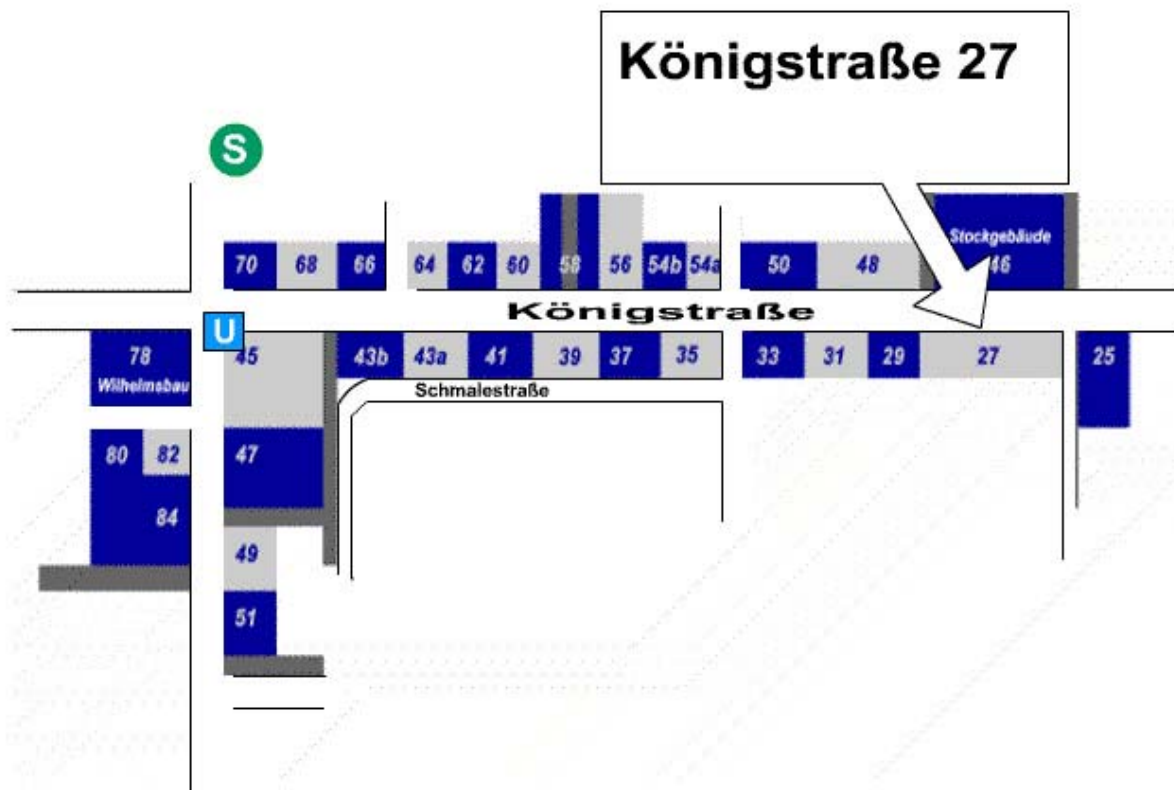 Königstraße 27
S
Stockgebäude
70 68 66 64 62 60 58 56 54b 54a 50 48 46
Königstraße
U
78 45 43b 43a 41 39 37 35 33 31 29 27 25
Wilhelmsbau
Schmalestraße
80 82 47
84
49
51